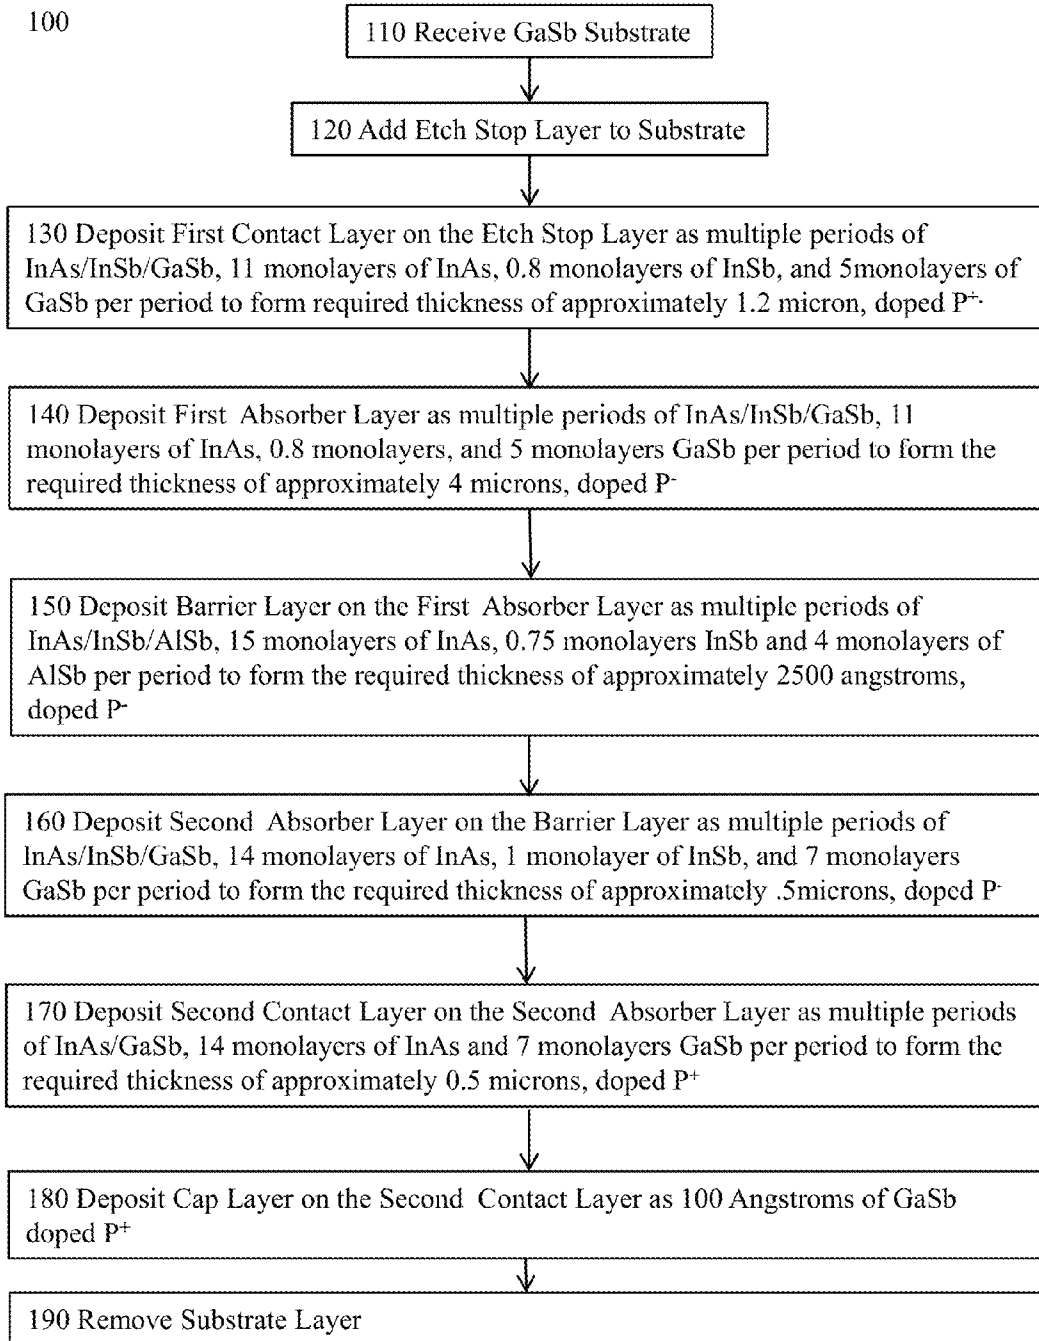 100
110 Receive GaSb Substrate
120 Add Etch Stop Layer to Substrate
130 Deposit First Contact Layer on the Etch Stop Layer as multiple periods of
InAs/InSb/GaSb, 11 monolayers of InAs, 0.8 monolayers of InSb, and 5monolayers of
GaSb per period to form required thickness of approximately 1.2 micron, doped P⁺.
140 Deposit First Absorber Layer as multiple periods of InAs/InSb/GaSb, 11
monolayers of InAs, 0.8 monolayers, and 5 monolayers GaSb per period to form the
required thickness of approximately 4 microns, doped P⁻
150 Deposit Barrier Layer on the First Absorber Layer as multiple periods of
InAs/InSb/AlSb, 15 monolayers of InAs, 0.75 monolayers InSb and 4 monolayers of
AlSb per period to form the required thickness of approximately 2500 angstroms,
doped P⁻
160 Deposit Second Absorber Layer on the Barrier Layer as multiple periods of
InAs/InSb/GaSb, 14 monolayers of InAs, 1 monolayer of InSb, and 7 monolayers
GaSb per period to form the required thickness of approximately .5microns, doped P⁻
170 Deposit Second Contact Layer on the Second Absorber Layer as multiple periods
of InAs/GaSb, 14 monolayers of InAs and 7 monolayers GaSb per period to form the
required thickness of approximately 0.5 microns, doped P⁺
180 Deposit Cap Layer on the Second Contact Layer as 100 Angstroms of GaSb
doped P⁺
190 Remove Substrate Layer